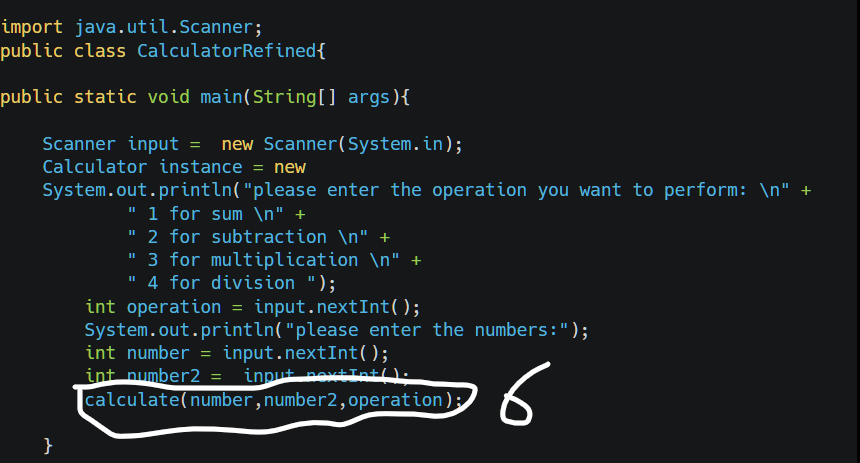 import java.util.Scanner;
public class CalculatorRefined{
public static void main(String[] args){
Scanner input =  new Scanner(System.in);
Calculator instance = new
System.out.println("please enter the operation you want to perform: \n" +
" 1 for sum \n" +
" 2 for subtraction \n" +
" 3 for multiplication \n" +
" 4 for division ");
int operation = input.nextInt();
System.out.println("please enter the numbers:");
int number = input.nextInt();
int number2 =  input.nextInt();
calculate(number,number2,operation); 6
}